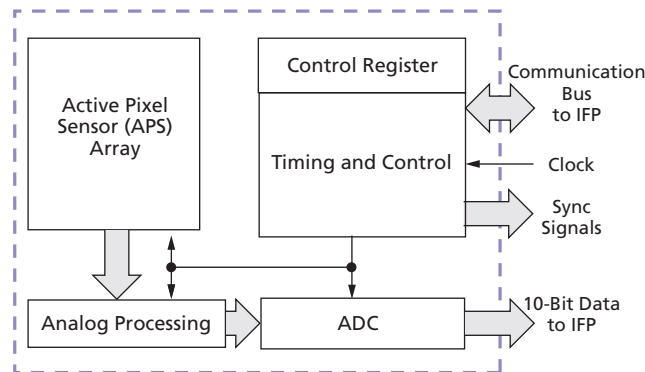 Active Pixel
Sensor (APS)
Array
Control Register
Timing and Control
Communication
Bus
to IFP
Clock
Sync
Signals
Analog Processing
ADC
10-Bit Data
to IFP